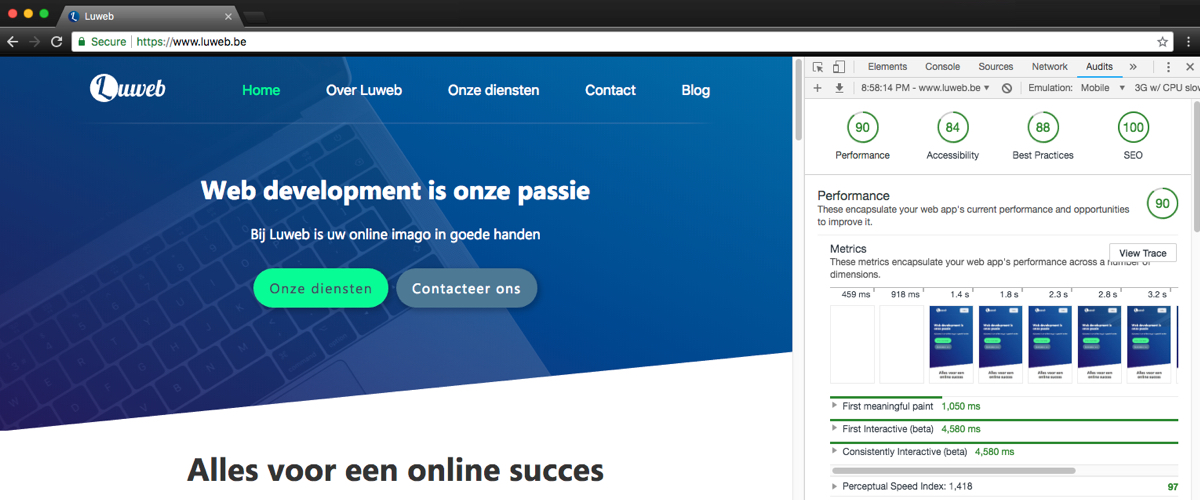 Luweb
Secure https://www.luweb.be
Luweb
Home Over Luweb Onze diensten Contact Blog
Web development is onze passie
Bij Luweb is uw online imago in goede handen
Onze diensten Contacteer ons
Alles voor een online succes
Elements Console Sources Network Audits
8:58:14 PM - www.luweb.be Emulation: Mobile 3G w/ CPU slow
90 84 88 100
Performance Accessibility Best Practices SEO
Performance
These encapsulate your web app's current performance and opportunities
to improve it.
90
Metrics
View Trace
These metrics encapsulate your web app's performance across a number of
dimensions.
459 ms 918 ms 1.4 s 1.8 s 2.3 s 2.8 s 3.2 s
First meaningful paint 1,050 ms
First Interactive (beta) 4,580 ms
Consistently Interactive (beta) 4,580 ms
Perceptual Speed Index: 1,418 97